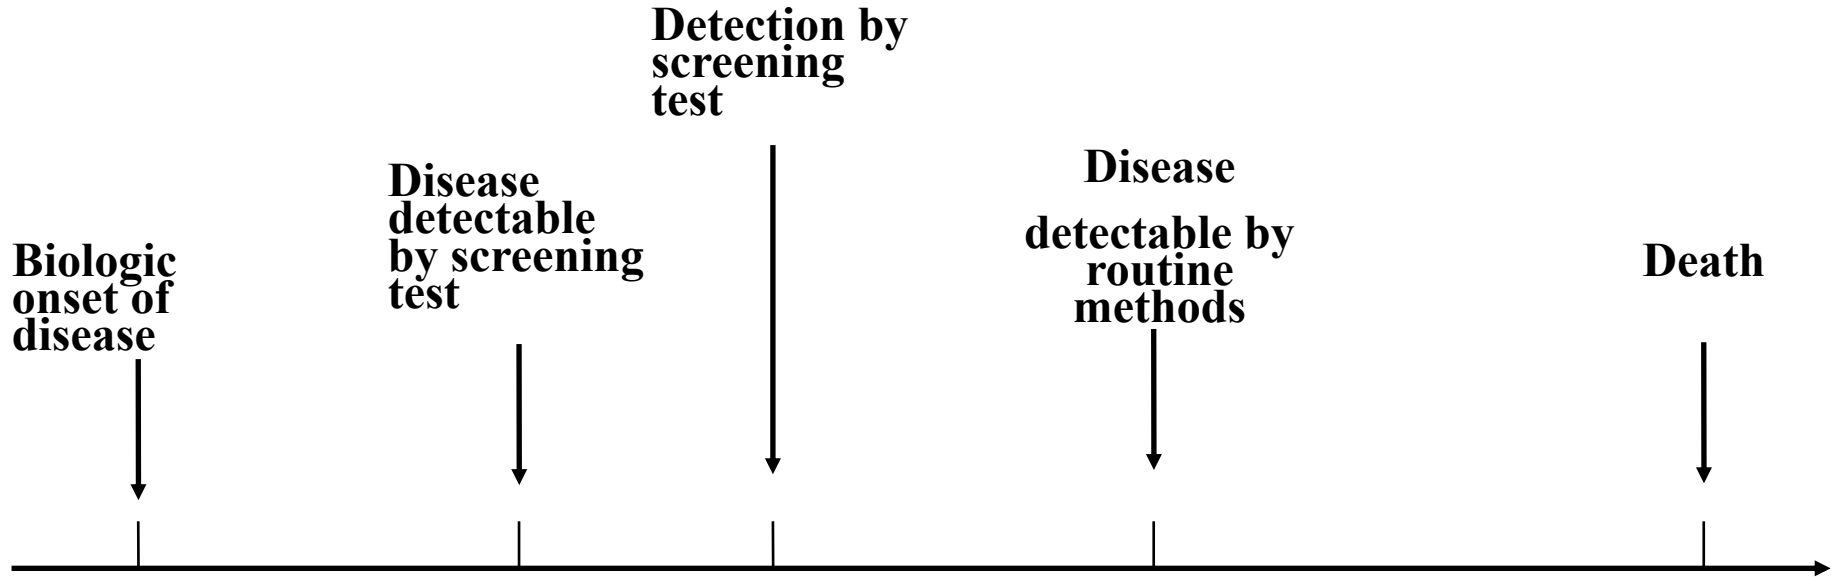 Biologic
onset of
disease
Disease
detectable
by screening
test
Detection by
screening
test
Disease
detectable by
routine
methods
Death